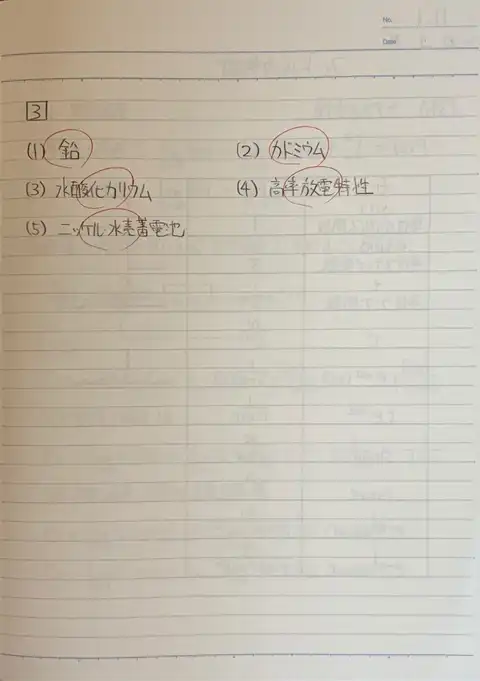 No.
Date
3
(1) 鉛 (2) カドミウム
(3) 水酸化カリウム (4) 高率放電特性
(5) ニッケル水素蓄電池